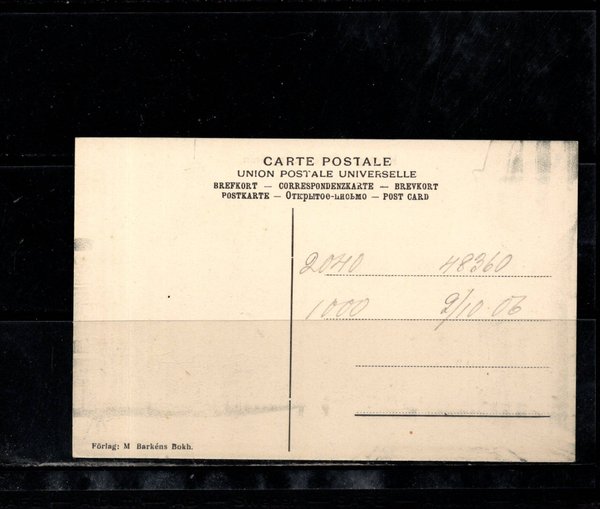 CARTE POSTALE
UNION POSTALE UNIVERSELLE
BREFKORT — CORRESPONDENZKARTE — BREVKORT
POSTKARTE — Открытое-письмо — POST CARD
2040 48360
1000 9/10.06
Förlag: M Barkéns Bokh.